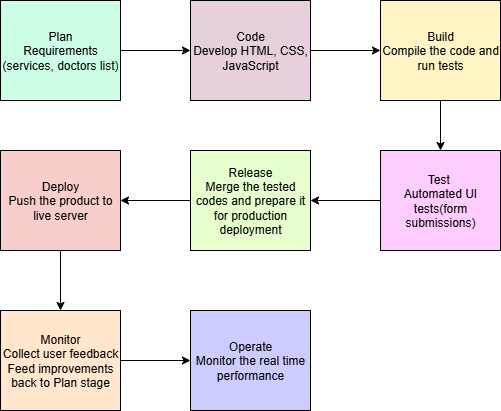 Plan
Requirements
(services, doctors list)
Code
Develop HTML, CSS,
JavaScript
Build
Compile the code and
run tests
Test
Automated UI
tests(form
submissions)
Release
Merge the tested
codes and prepare it
for production
deployment
Deploy
Push the product to
live server
Monitor
Collect user feedback
Feed improvements
back to Plan stage
Operate
Monitor the real time
performance